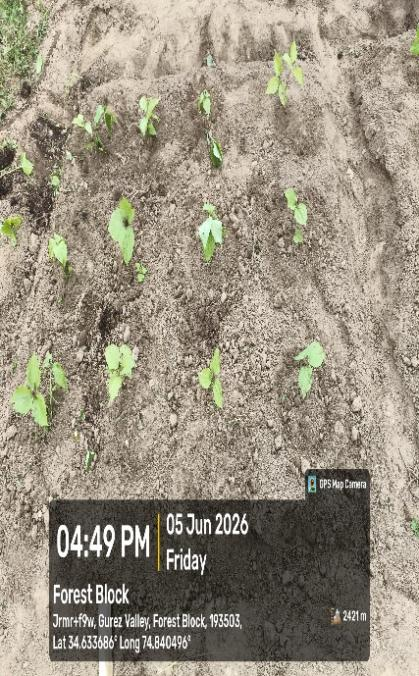 GPS Map Camera
04:49 PM
05 Jun 2026
Friday
Forest Block
Jrmr+f9w, Gurez Valley, Forest Block, 193503,
2421 m
Lat 34.633686° Long 74.840496°